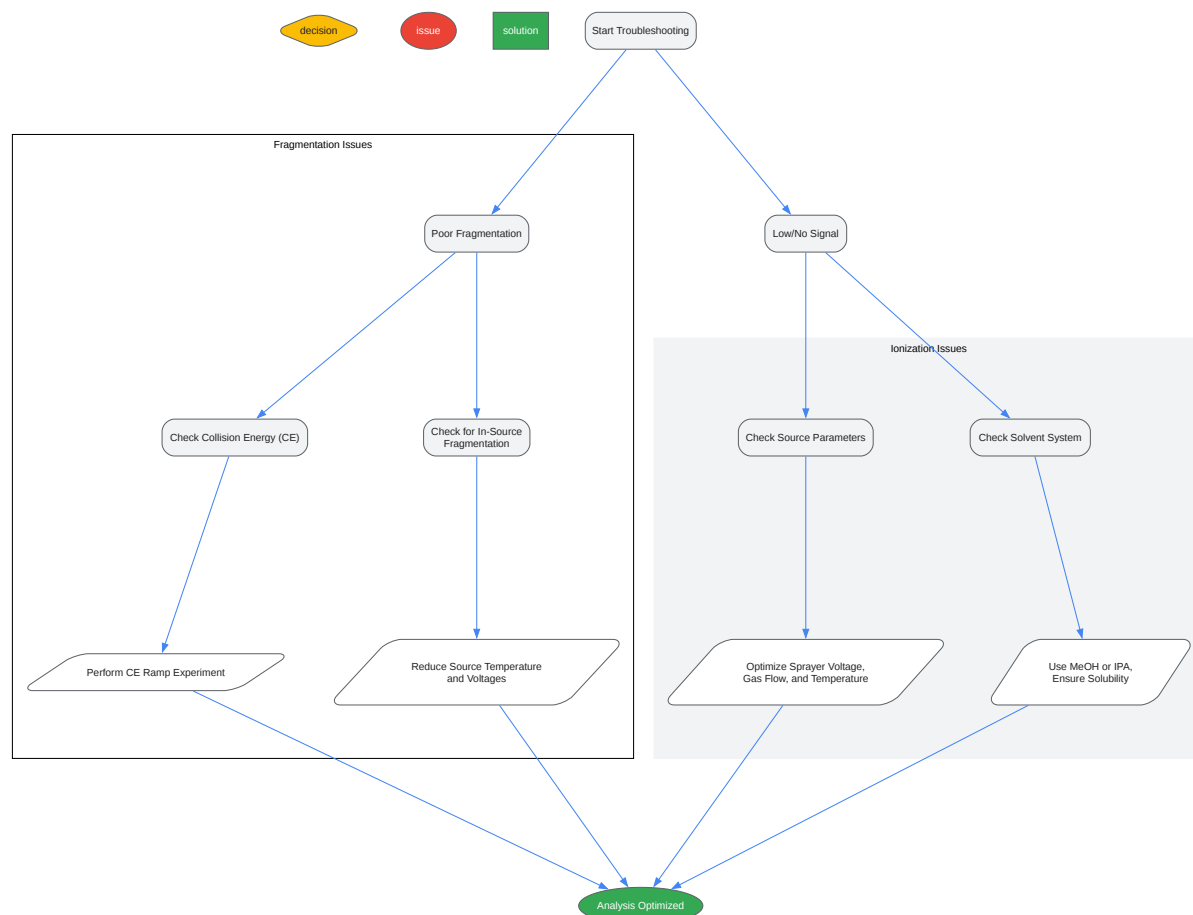 decision
issue
solution
Start Troubleshooting
Fragmentation Issues
Poor Fragmentation
Low/No Signal
Ionization Issues
Check Collision Energy (CE)
Check for In-Source
Fragmentation
Check Source Parameters
Check Solvent System
Perform CE Ramp Experiment
Reduce Source Temperature
and Voltages
Optimize Sprayer Voltage,
Gas Flow, and Temperature
Use MeOH or IPA,
Ensure Solubility
Analysis Optimized